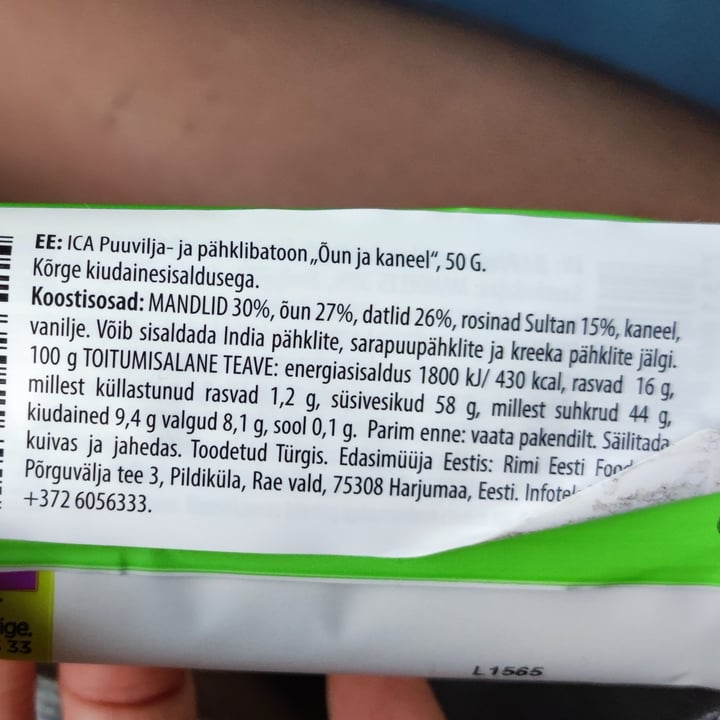 EE: ICA Puuvilja- ja pähklibatoon „Õun ja kaneel“, 50 G.
Kõrge kiudainesisaldusega.
Koostisosad: MANDLID 30%, õun 27%, datlid 26%, rosinad Sultan 15%, kaneel,
vanilje. Võib sisaldada India pähklite, sarapuupähklite ja kreeka pähklite jälgi.
100 g TOITUMISALANE TEAVE: energiasisaldus 1800 kJ/ 430 kcal, rasvad 16 g,
millest küllastunud rasvad 1,2 g, süsivesikud 58 g, millest suhkrud 44 g,
kiudained 9,4 g valgud 8,1 g, sool 0,1 g. Parim enne: vaata pakendilt. Säilitada
kuivas ja jahedas. Toodetud Türgis. Edasimüüja Eestis: Rimi Eesti
Põrguvälja tee 3, Pildiküla, Rae vald, 75308 Harjumaa, Eesti.
+372 6056333.
33
L1565